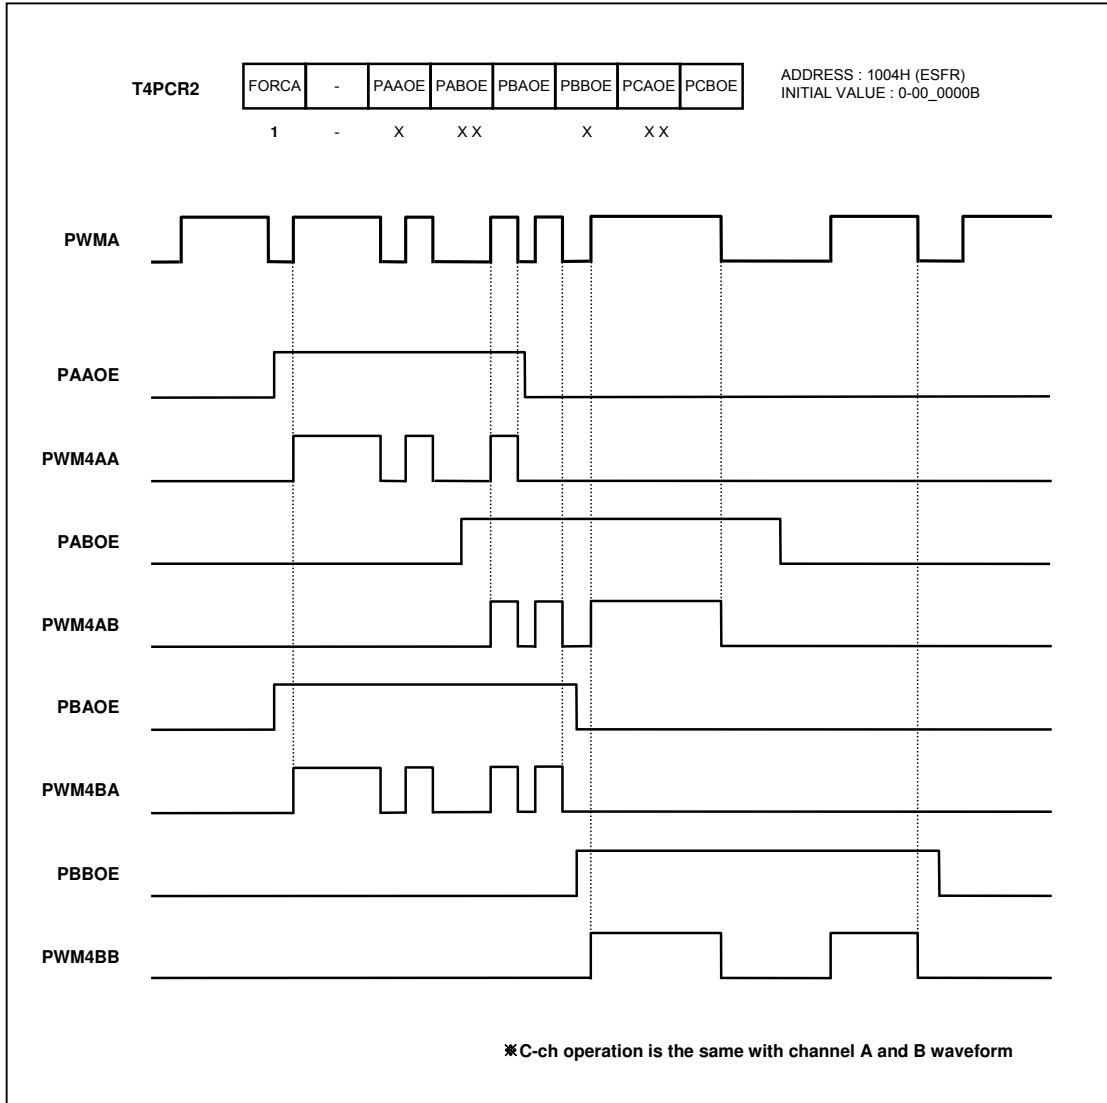 T4PCR2 FORCA - PAAOE PABOE PBAOE PBBOE PCAOE PCBOE ADDRESS : 1004H (ESFR)
INITIAL VALUE : 0-00_0000B
1 - X X X X X X
PWMA
PAAOE
PWM4AA
PABOE
PWM4AB
PBAOE
PWM4BA
PBBOE
PWM4BB
※C-ch operation is the same with channel A and B waveform